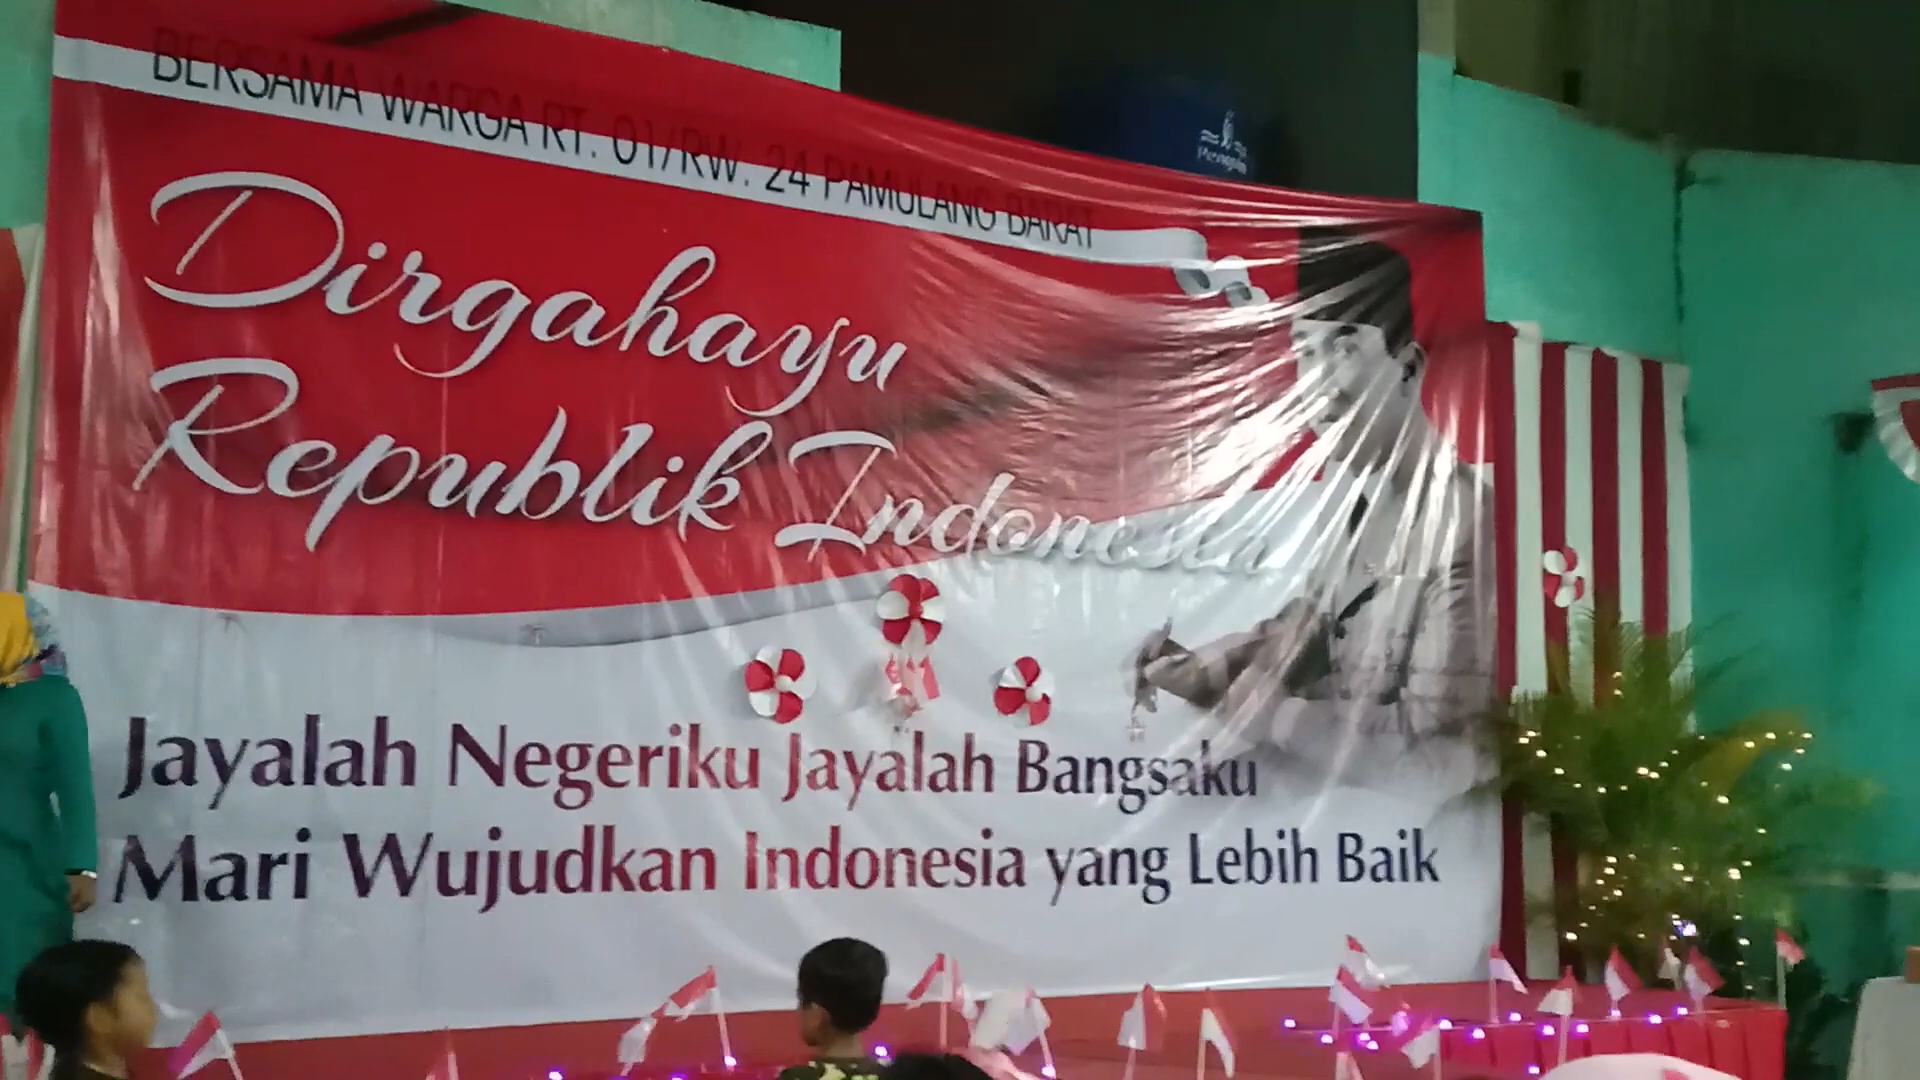 BERSAMA WARGA RT. 01/RW. 24 PAMULANG BARAT
Dirgahayu
Republik Indonesia
Jayalah Negeriku Jayalah Bangsaku
Mari Wujudkan Indonesia yang Lebih Baik